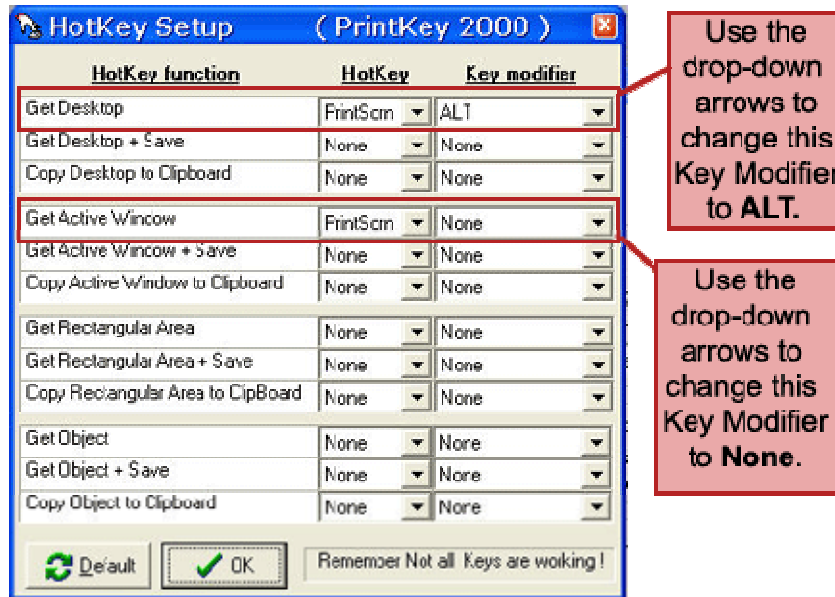 HotKey Setup ( PrintKey 2000 )
HotKey function HotKey Key modifier
Get Desktop PrintScrn ALT
Get Desktop + Save None None
Copy Desktop to Clipboard None None
Get Active Window PrintScrn None
Get Active Window + Save None None
Copy Active Window to Clipboard None None
Get Rectangular Area None None
Get Rectangular Area + Save None None
Copy Rectangular Area to ClipBoard None None
Get Object None None
Get Object + Save None None
Copy Object to Clipboard None None
Default OK Remember Not all Keys are working !
Use the
drop-down
arrows to
change this
Key Modifier
to ALT.
Use the
drop-down
arrows to
change this
Key Modifier
to None.